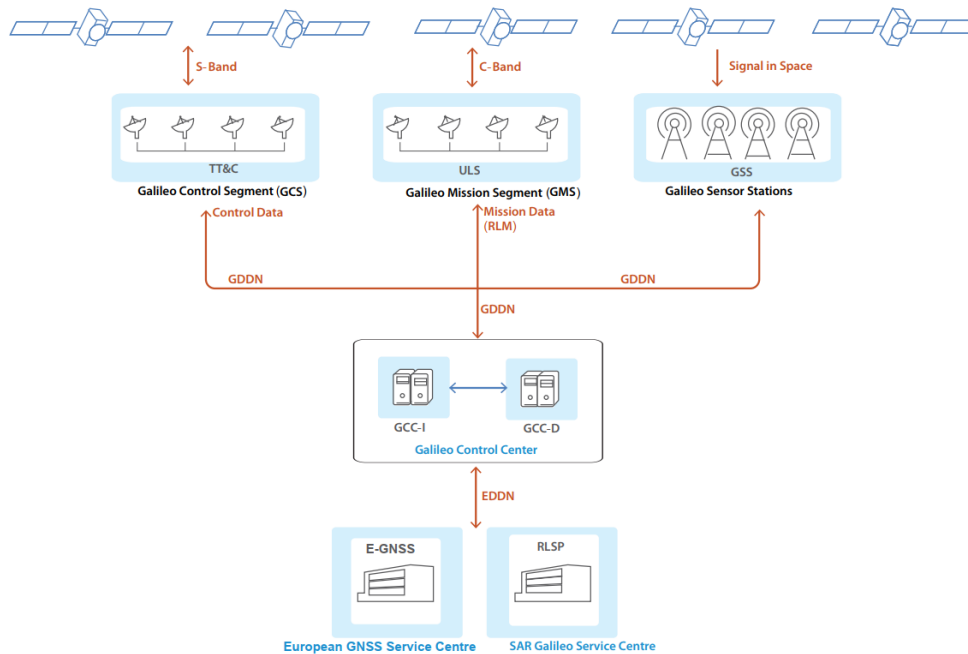 S-Band
C-Band
Signal in Space
TT&C
ULS
GSS
Galileo Control Segment (GCS)
Galileo Mission Segment (GMS)
Galileo Sensor Stations
Control Data
Mission Data
(RLM)
GDDN
GDDN
GDDN
GCC-I
GCC-D
Galileo Control Center
EDDN
E-GNSS
RLSP
European GNSS Service Centre
SAR Galileo Service Centre